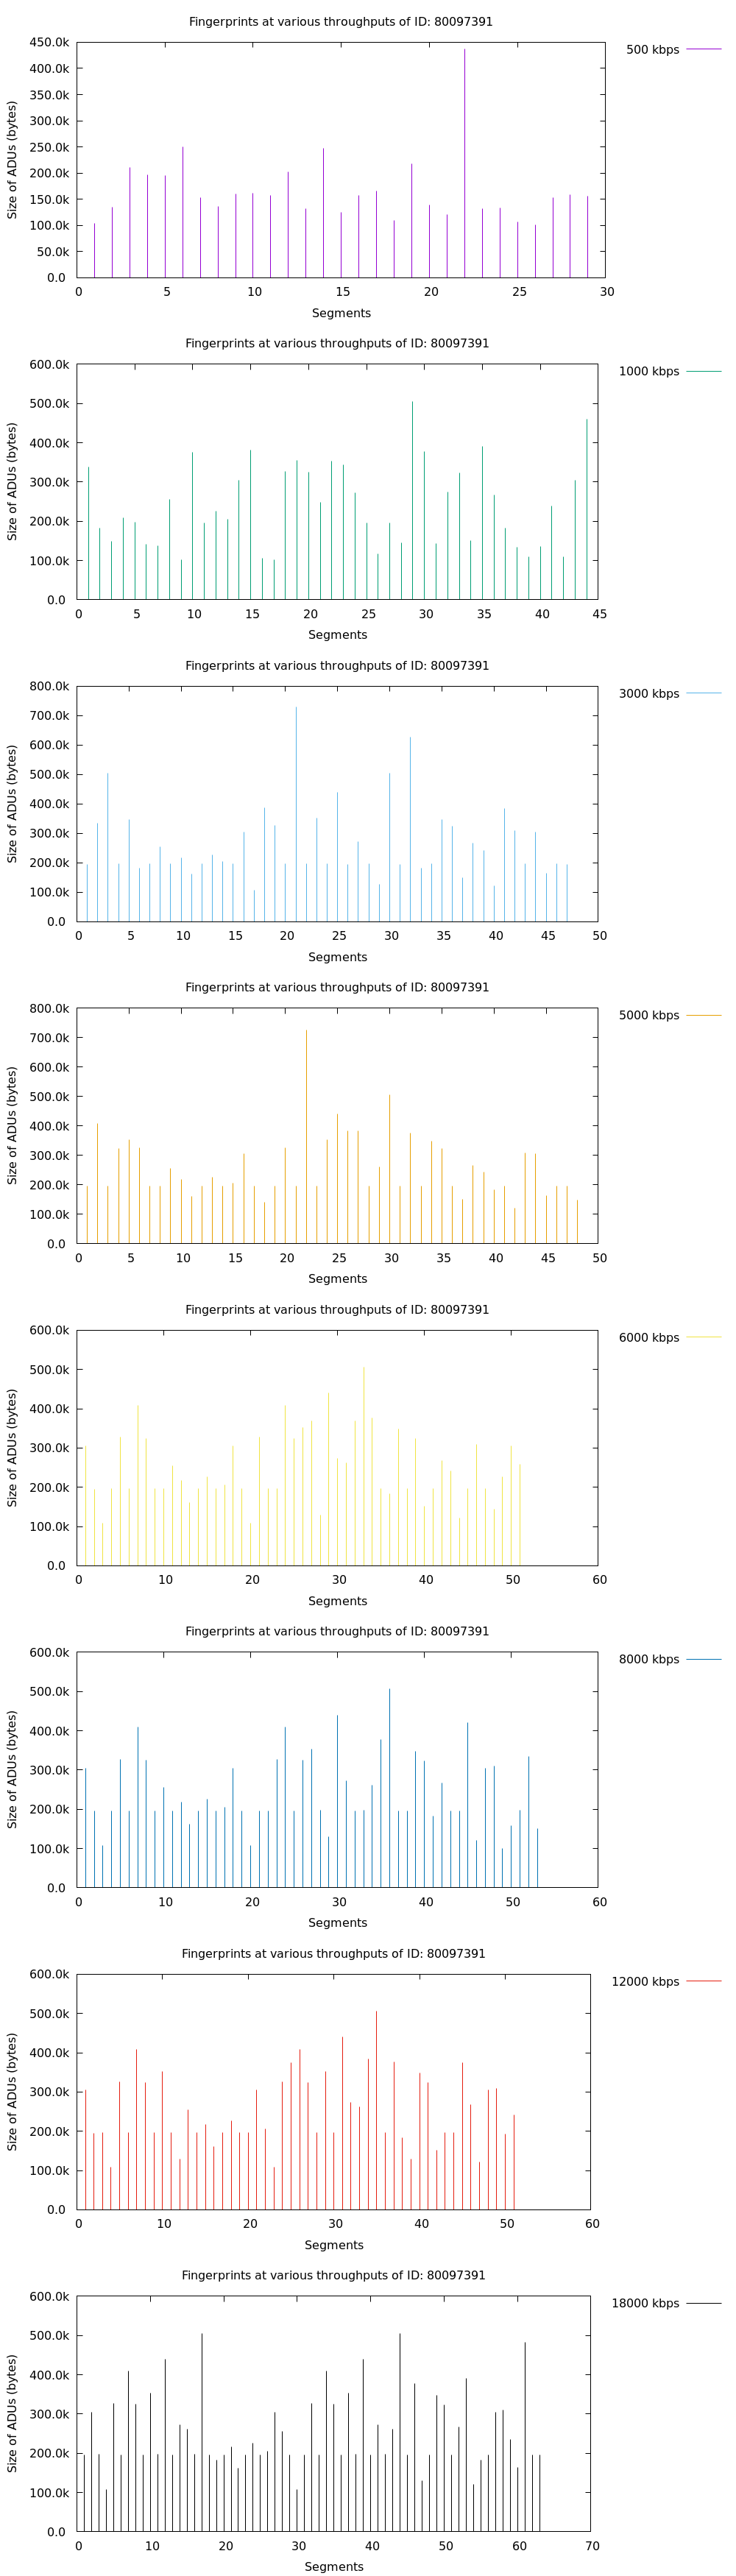 Fingerprints at various throughputs of ID: 80097391
500 kbps
450.0k
400.0k
350.0k
300.0k
250.0k
200.0k
150.0k
100.0k
50.0k
0.0
Size of ADUs (bytes)
0 5 10 15 20 25 30
Segments
Fingerprints at various throughputs of ID: 80097391
1000 kbps
600.0k
500.0k
400.0k
300.0k
200.0k
100.0k
0.0
Size of ADUs (bytes)
0 5 10 15 20 25 30 35 40 45
Segments
Fingerprints at various throughputs of ID: 80097391
3000 kbps
800.0k
700.0k
600.0k
500.0k
400.0k
300.0k
200.0k
100.0k
0.0
Size of ADUs (bytes)
0 5 10 15 20 25 30 35 40 45 50
Segments
Fingerprints at various throughputs of ID: 80097391
5000 kbps
800.0k
700.0k
600.0k
500.0k
400.0k
300.0k
200.0k
100.0k
0.0
Size of ADUs (bytes)
0 5 10 15 20 25 30 35 40 45 50
Segments
Fingerprints at various throughputs of ID: 80097391
6000 kbps
600.0k
500.0k
400.0k
300.0k
200.0k
100.0k
0.0
Size of ADUs (bytes)
0 10 20 30 40 50 60
Segments
Fingerprints at various throughputs of ID: 80097391
8000 kbps
600.0k
500.0k
400.0k
300.0k
200.0k
100.0k
0.0
Size of ADUs (bytes)
0 10 20 30 40 50 60
Segments
Fingerprints at various throughputs of ID: 80097391
12000 kbps
600.0k
500.0k
400.0k
300.0k
200.0k
100.0k
0.0
Size of ADUs (bytes)
0 10 20 30 40 50 60
Segments
Fingerprints at various throughputs of ID: 80097391
18000 kbps
600.0k
500.0k
400.0k
300.0k
200.0k
100.0k
0.0
Size of ADUs (bytes)
0 10 20 30 40 50 60 70
Segments